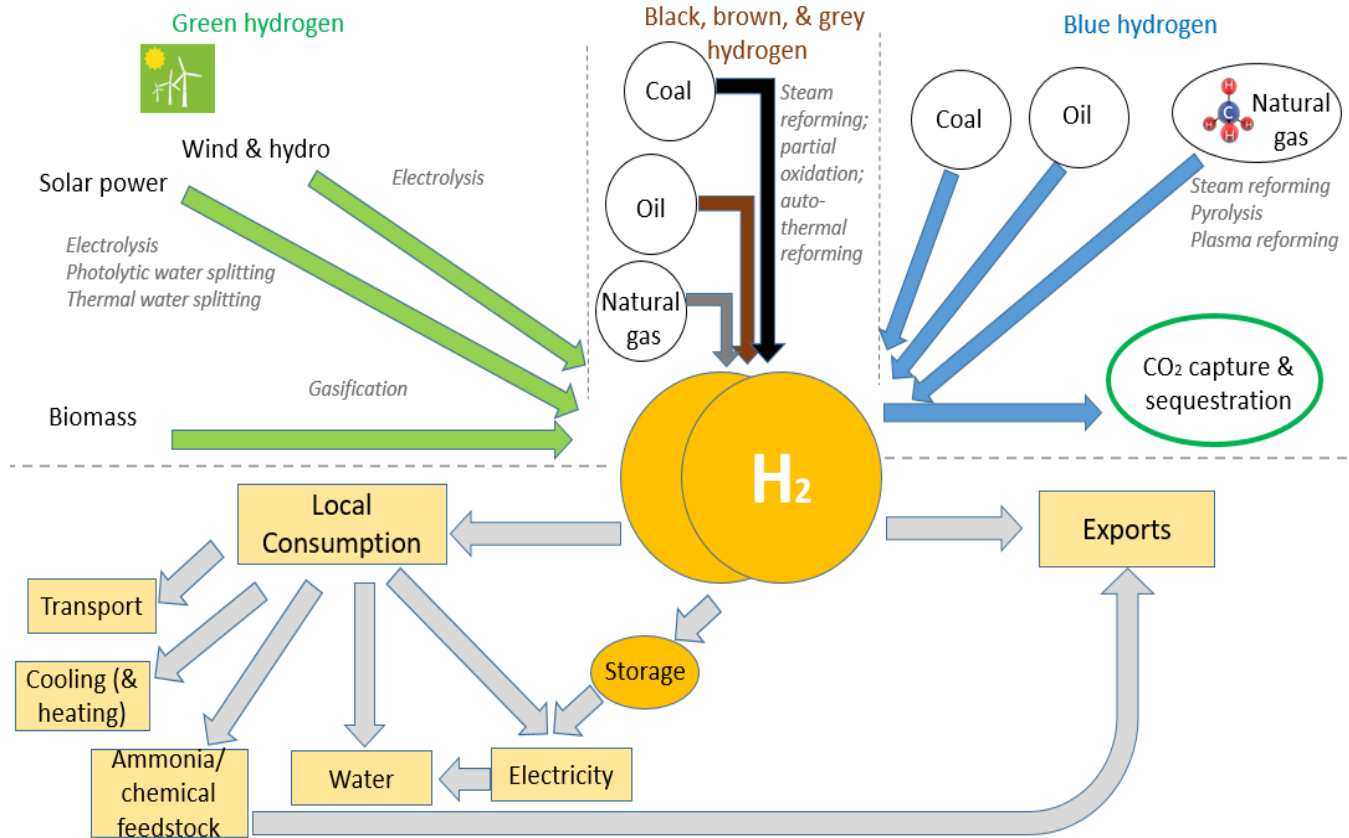 Green hydrogen
Black, brown, & grey
hydrogen
Blue hydrogen
Wind & hydro
Solar power
Electrolysis
Electrolysis
Photolytic water splitting
Thermal water splitting
Gasification
Biomass
Coal
Oil
Natural
gas
Steam
reforming;
partial
oxidation;
auto-
thermal
reforming
Coal
Oil
Natural
gas
H
C
H
H
H
Steam reforming
Pyrolysis
Plasma reforming
CO₂ capture &
sequestration
H₂
Local
Consumption
Exports
Transport
Cooling (&
heating)
Ammonia/
chemical
feedstock
Water
Electricity
Storage